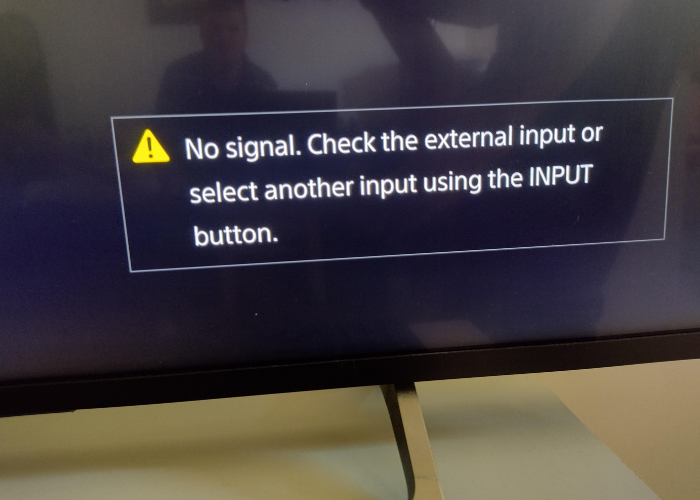 No signal. Check the external input or
select another input using the INPUT
button.